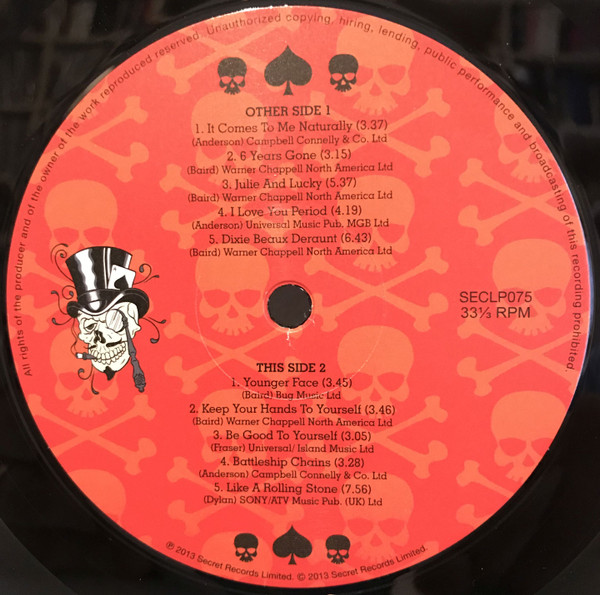 All rights of the producer and of the owner of the work reproduced reserved. Unauthorized copying, hiring, lending, public performance and broadcasting of this recording prohibited.
OTHER SIDE 1
1. It Comes To Me Naturally (3.37)
(Anderson) Campbell Connelly & Co. Ltd
2. 6 Years Gone (3.15)
(Baird) Warner Chappell North America Ltd
3. Julie And Lucky (5.37)
(Baird) Warner Chappell North America Ltd
4. I Love You Period (4.19)
(Anderson) Universal Music Pub. MGB Ltd
5. Dixie Beaux Deraunt (6.43)
(Baird) Warner Chappell North America Ltd
SECLP075
33⅓ RPM
THIS SIDE 2
1. Younger Face (3.45)
(Baird) Bug Music Ltd
2. Keep Your Hands To Yourself (3.46)
(Baird) Warner Chappell North America Ltd
3. Be Good To Yourself (3.05)
(Fraser) Universal/ Island Music Ltd
4. Battleship Chains (3.28)
(Anderson) Campbell Connelly & Co. Ltd
5. Like A Rolling Stone (7.56)
(Dylan) SONY/ATV Music Pub. (UK) Ltd
℗ 2013 Secret Records Limited. © 2013 Secret Records Limited.